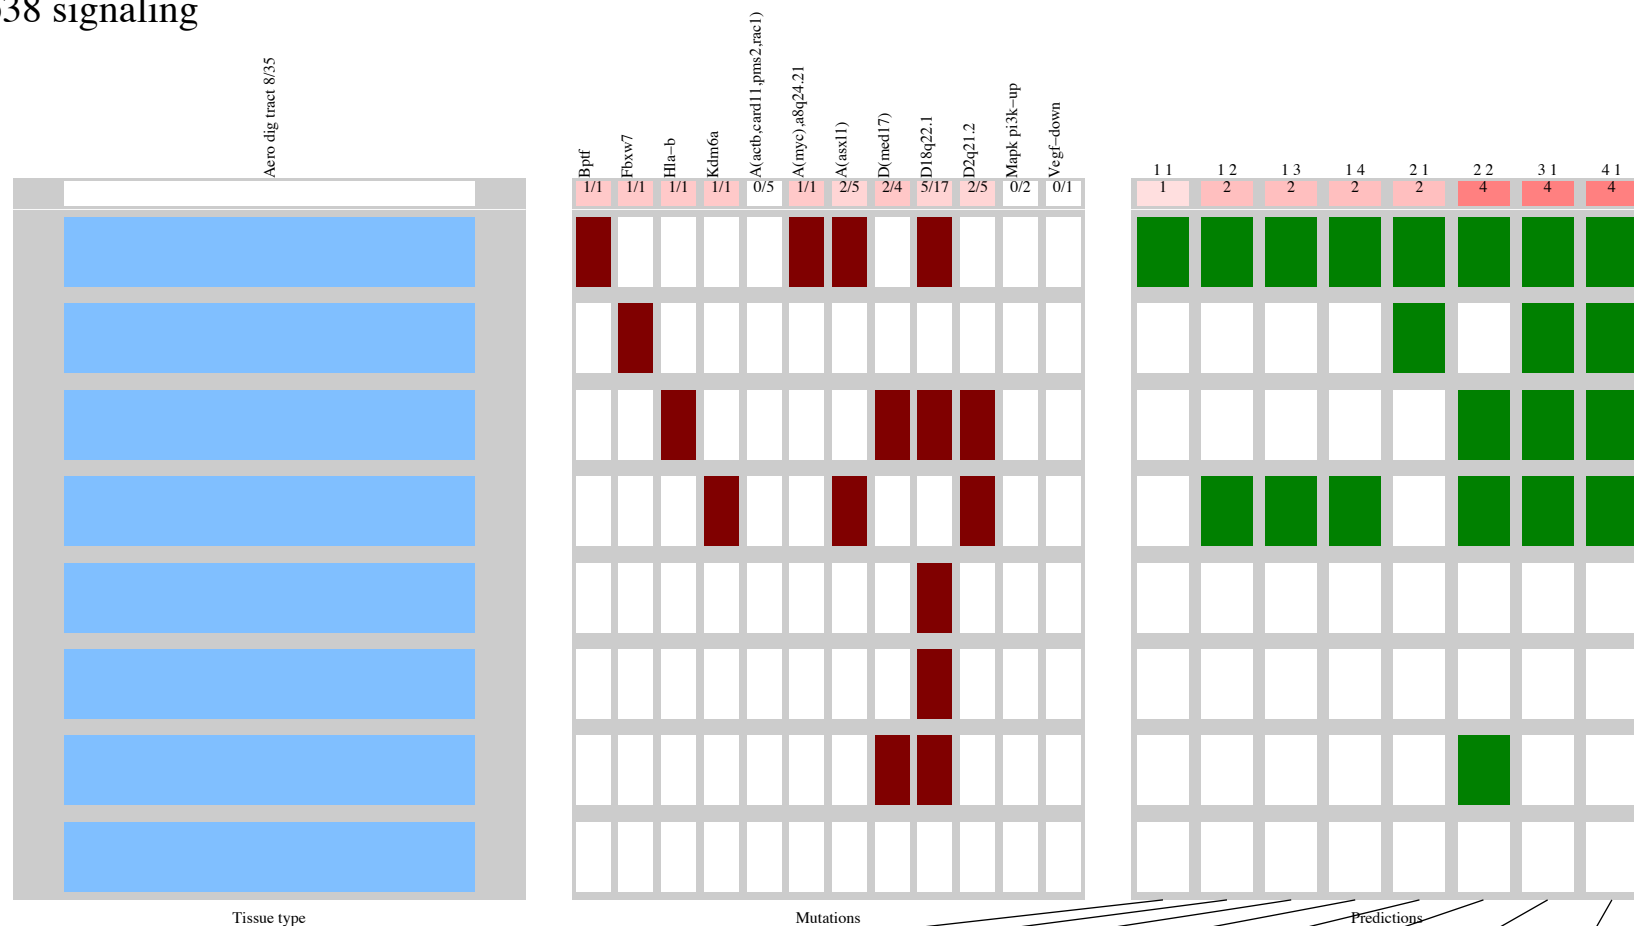 38 signaling
Aero dig tract 8/35
Bptf
Fbxw7
Hla−b
Kdm6a
A(actb,card11,pms2,rac1)
A(myc),a8q24.21
A(asxl1)
D(med17)
D18q22.1
D2q21.2
Mapk pi3k−up
Vegf−down
1 1 1 2 1 3 1 4 2 1 2 2 3 1 4 1
1/1 1/1 1/1 1/1 0/5 1/1 2/5 2/4 5/17 2/5 0/2 0/1
1 2 2 2 2 4 4 4
Tissue type
Mutations
Predictions